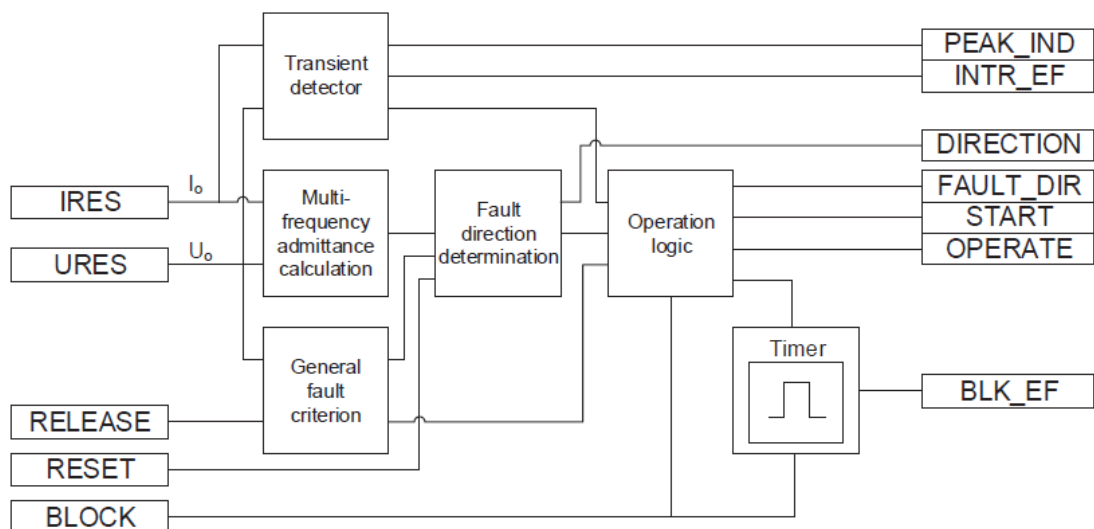 PEAK_IND
INTR_EF
Transient
detector
DIRECTION
IRES
Io
URES
Uo
Multi-
frequency
admittance
calculation
Fault
direction
determination
Operation
logic
FAULT_DIR
START
OPERATE
General
fault
criterion
Timer
BLK_EF
RELEASE
RESET
BLOCK